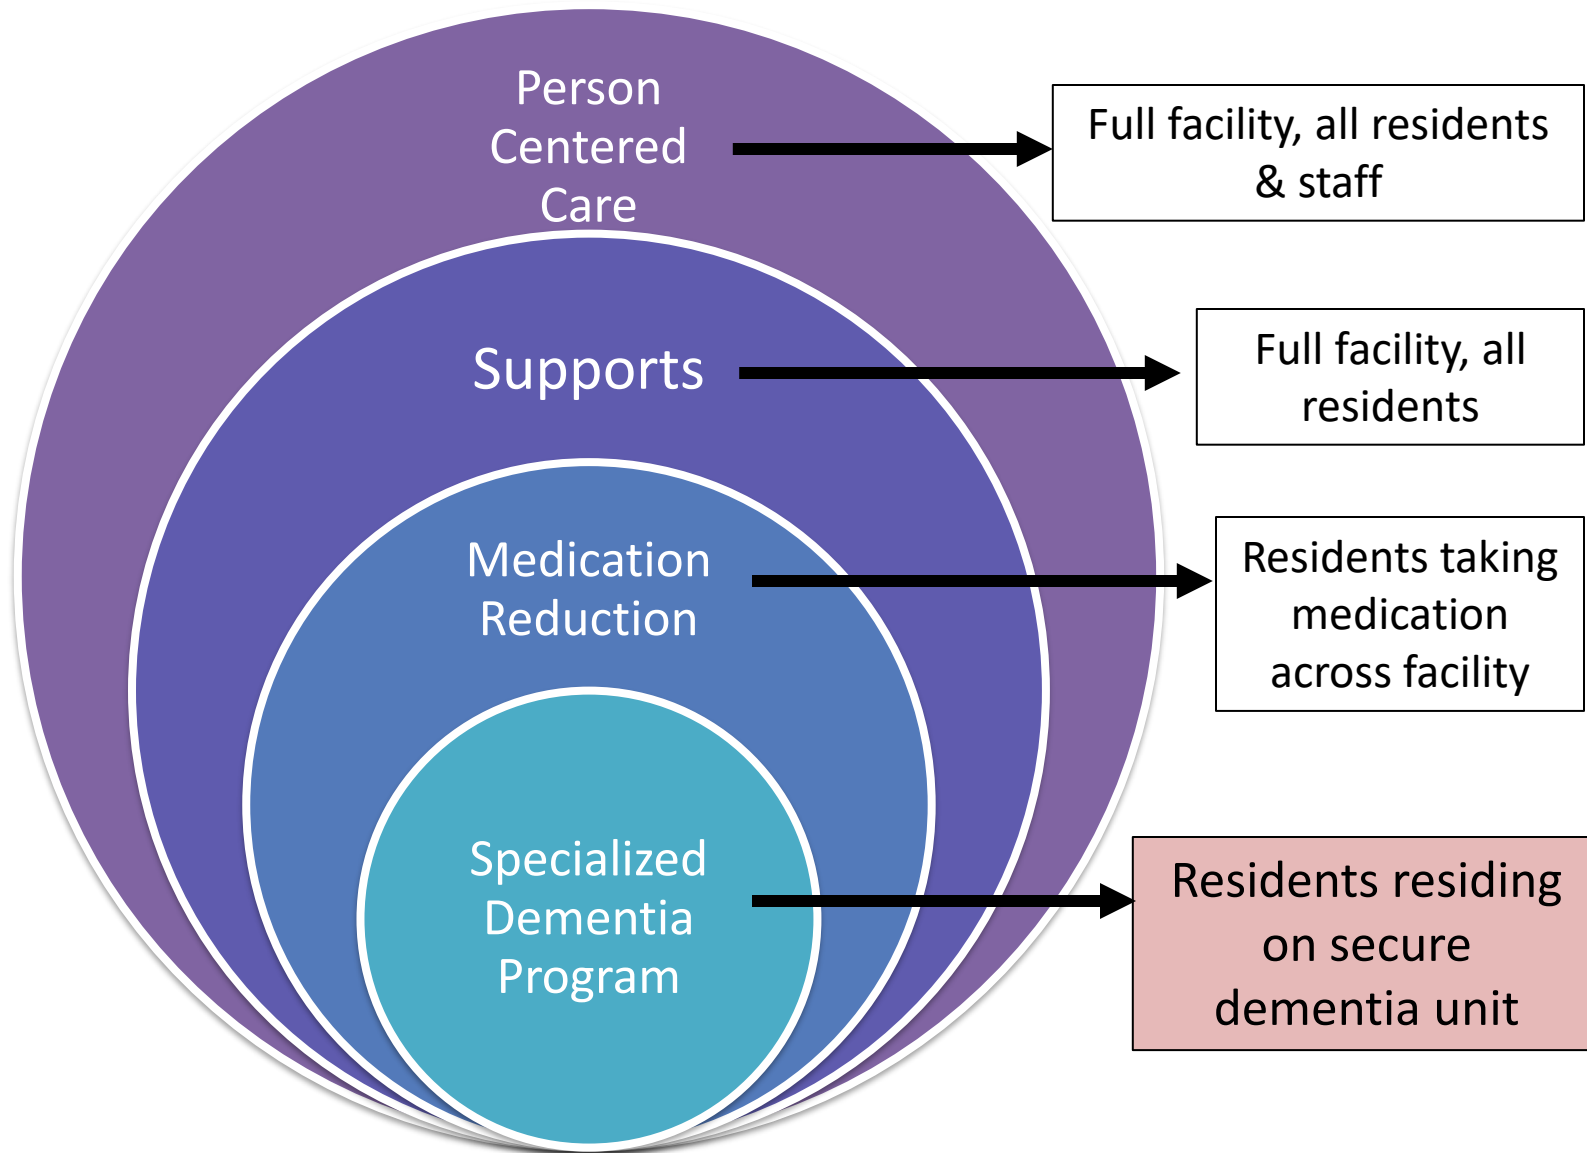 Person
Centered
Care
Full facility, all residents
& staff
Supports
Full facility, all
residents
Medication
Reduction
Residents taking
medication
across facility
Specialized
Dementia
Program
Residents residing
on secure
dementia unit